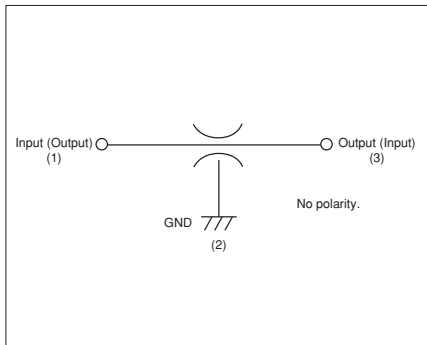 Input (Output)
(1)
Output (Input)
(3)
No polarity.
GND
(2)